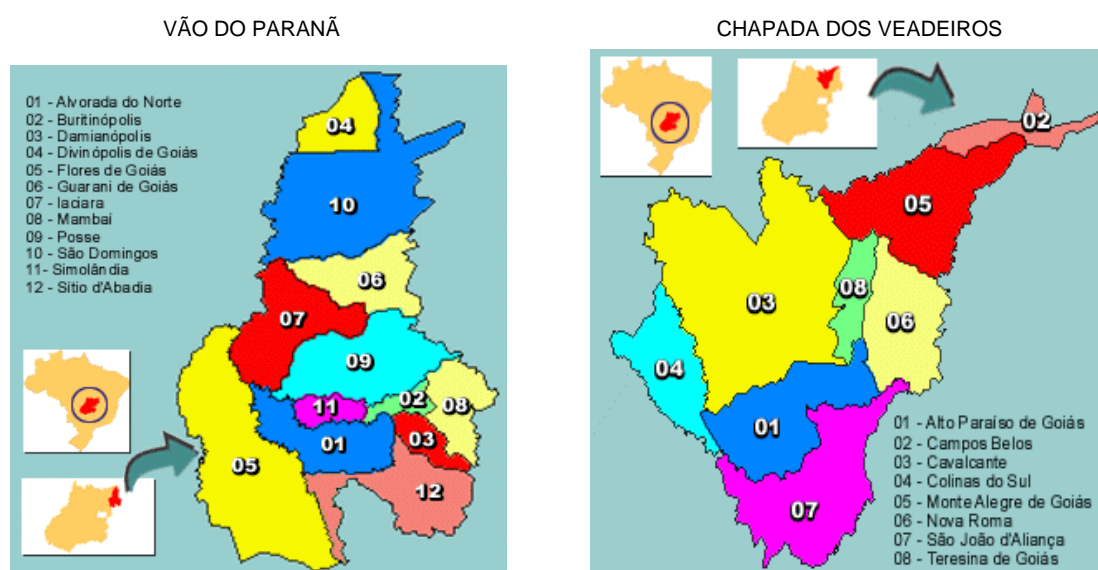 VÃO DO PARANÃ
01 - Alvorada do Norte
02 - Buritinópolis
03 - Damianópolis
04 - Divinópolis de Goiás
05 - Flores de Goiás
06 - Guarani de Goiás
07 - Iaciara
08 - Mambaí
09 - Posse
10 - São Domingos
11- Simolândia
12 - Sítio d'Abadia
04
10
06
07
09
02
08
11
01
03
05
12
CHAPADA DOS VEADEIROS
02
05
03
08
06
04
01
07
01 - Alto Paraíso de Goiás
02 - Campos Belos
03 - Cavalcante
04 - Colinas do Sul
05 - Monte Alegre de Goiás
06 - Nova Roma
07 - São João d'Aliança
08 - Teresina de Goiás